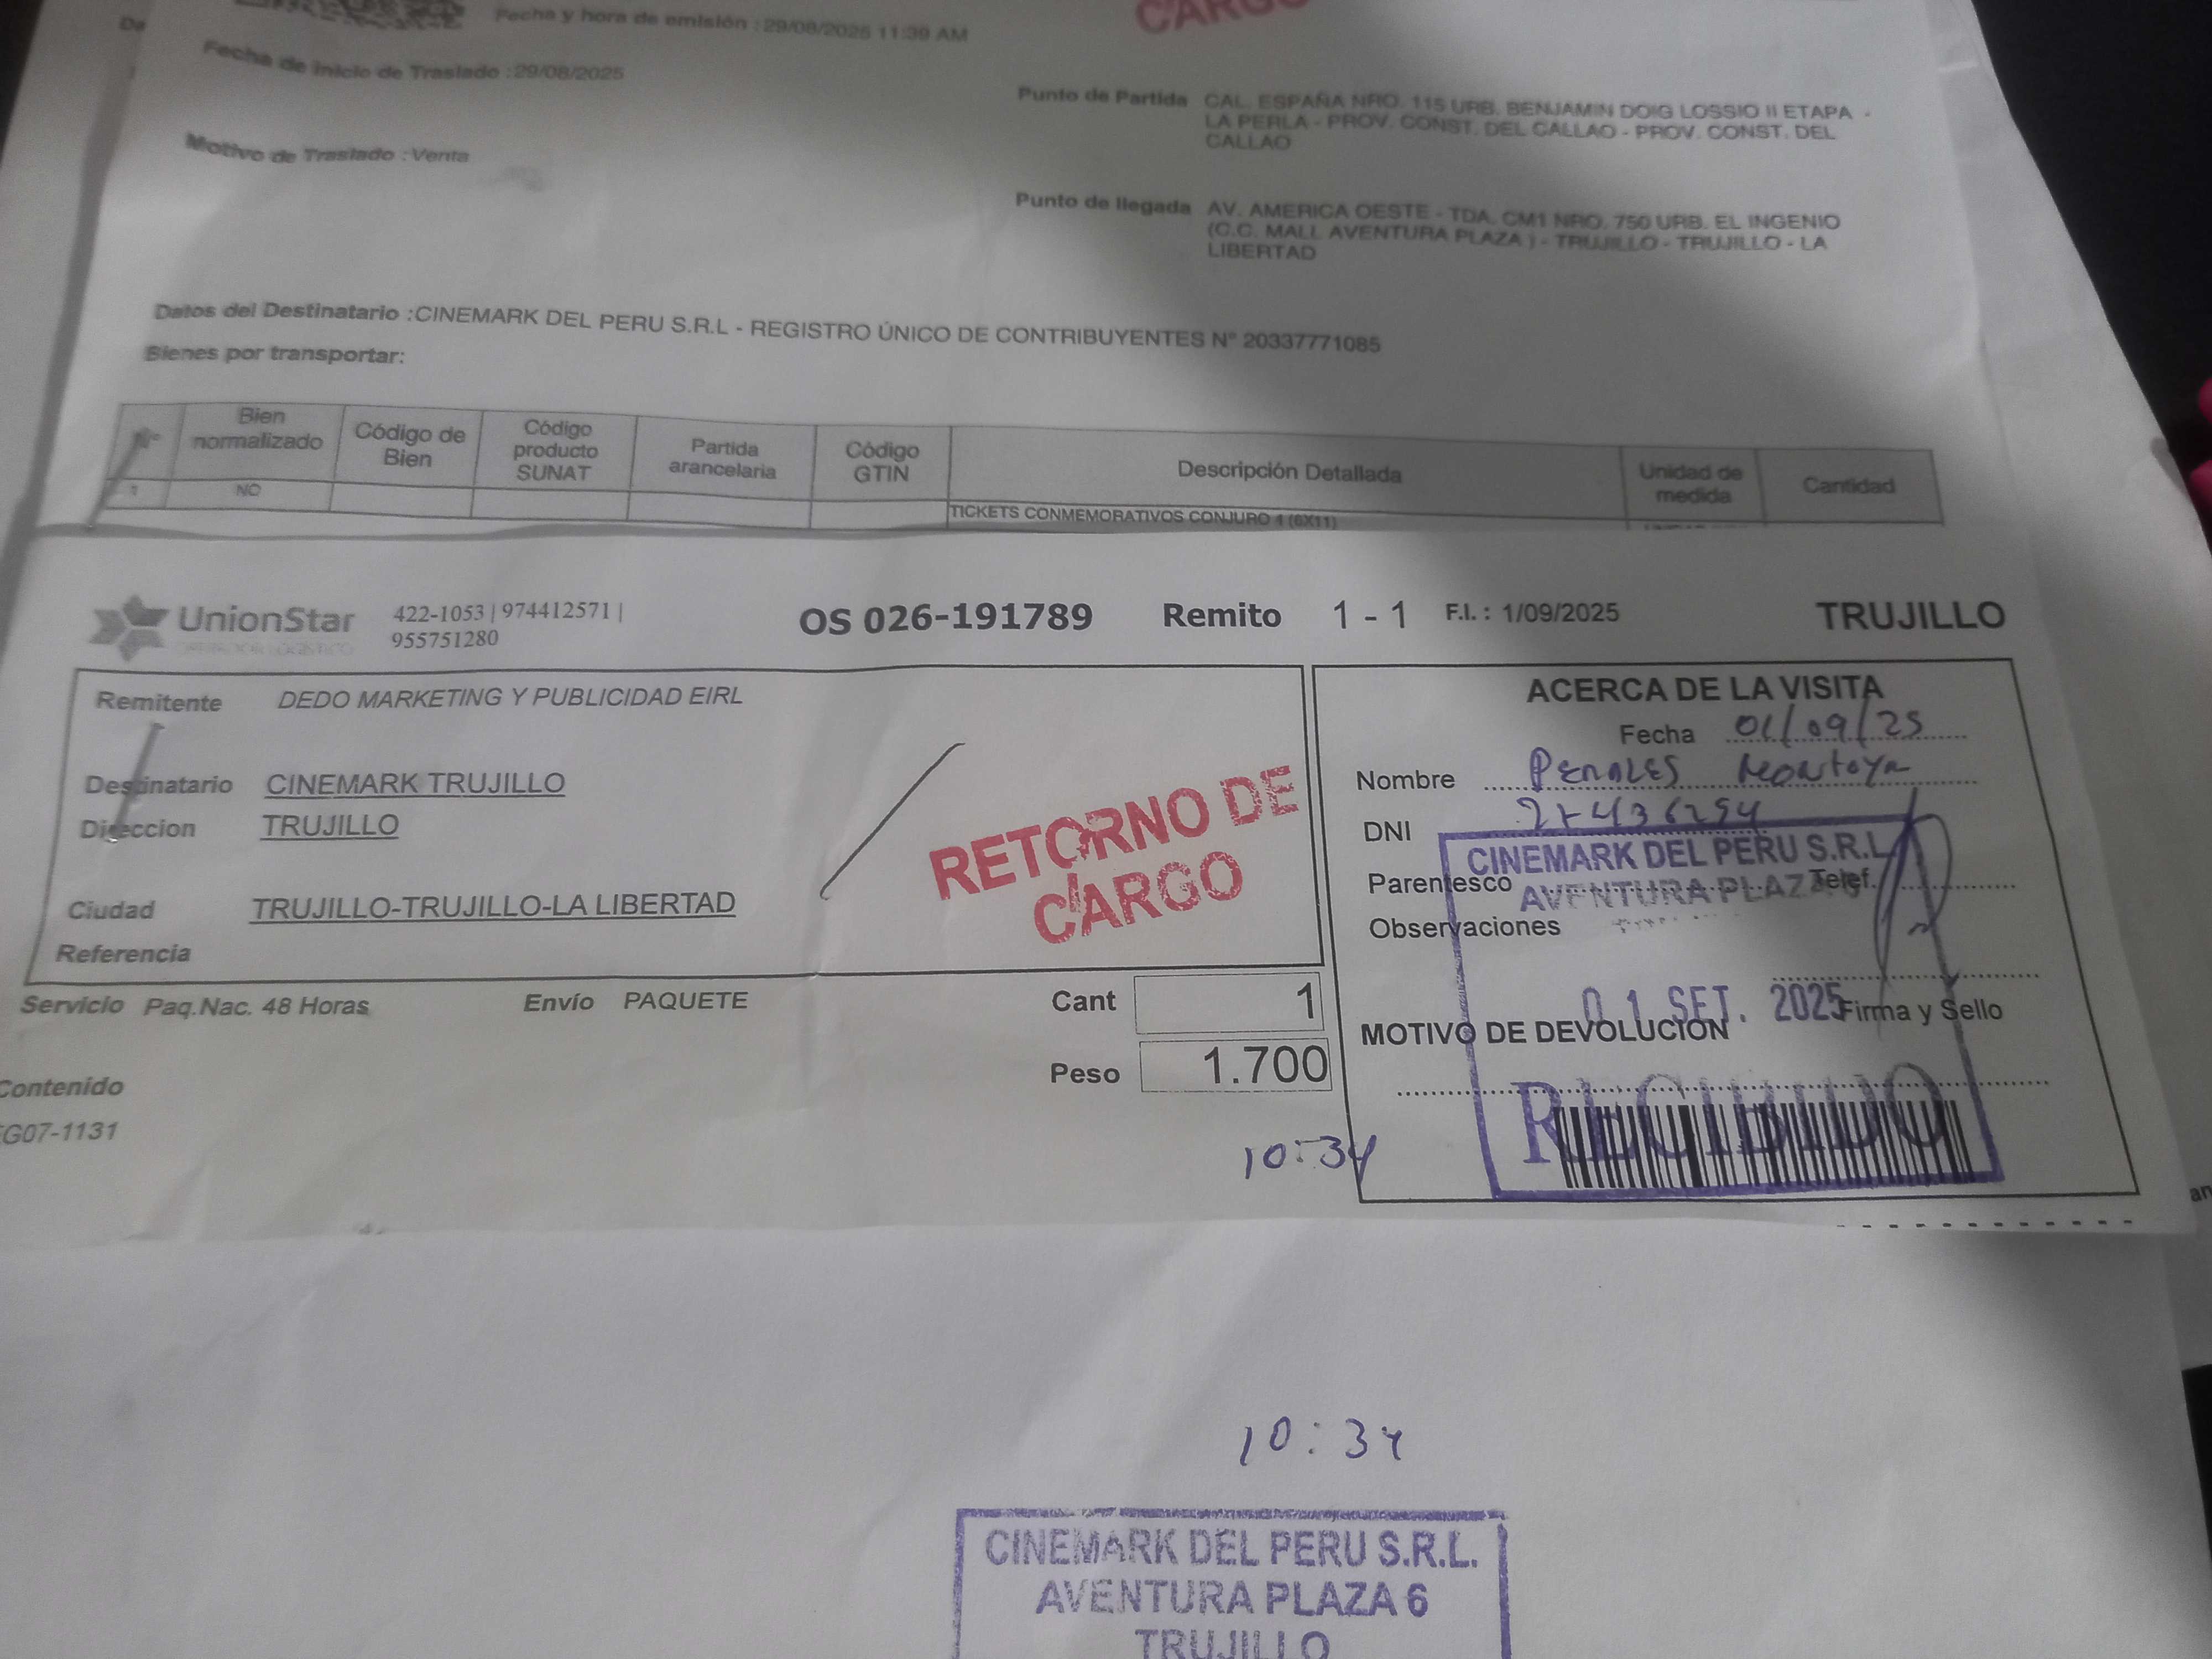 CARGO
Fecha y hora de emisión : 29/08/2025 11:39 AM
Fecha de Inicio de Traslado : 29/08/2025
Motivo de Traslado : Venta
Punto de Partida CAL. ESPAÑA NRO. 115 URB. BENJAMIN DOIG LOSSIO II ETAPA -
LA PERLA - PROV. CONST. DEL CALLAO - PROV. CONST. DEL
CALLAO
Punto de llegada AV. AMERICA OESTE - TDA. CM1 NRO. 750 URB. EL INGENIO
(C.C. MALL AVENTURA PLAZA ) - TRUJILLO - TRUJILLO - LA
LIBERTAD
Datos del Destinatario : CINEMARK DEL PERU S.R.L - REGISTRO ÚNICO DE CONTRIBUYENTES N° 20337771085
Bienes por transportar:
N° Bien normalizado Código de Bien Código producto SUNAT Partida arancelaria Código GTIN Descripción Detallada Unidad de medida Cantidad
1 NO TICKETS CONMEMORATIVOS CONJURO 4 (6X11)
UnionStar 422-1053 | 974412571 |
955751280
OPERADOR LOGISTICO
OS 026-191789 Remito 1 - 1 F.I. : 1/09/2025 TRUJILLO
Remitente DEDO MARKETING Y PUBLICIDAD EIRL
Destinatario CINEMARK TRUJILLO
Direccion TRUJILLO
Ciudad TRUJILLO-TRUJILLO-LA LIBERTAD
Referencia
RETORNO DE
CARGO
Servicio Paq.Nac. 48 Horas Envío PAQUETE
Cant 1
Peso 1.700
Contenido
G07-1131
10:34
ACERCA DE LA VISITA
Fecha 01/09/25
Nombre Montoya
DNI
Parentesco Telef.
Observaciones
Firma y Sello
MOTIVO DE DEVOLUCION
CINEMARK DEL PERU S.R.L
AVENTURA PLAZA
01 SET. 2025
RECIBIDO
10:34
CINEMARK DEL PERU S.R.L.
AVENTURA PLAZA 6
TRUJILLO